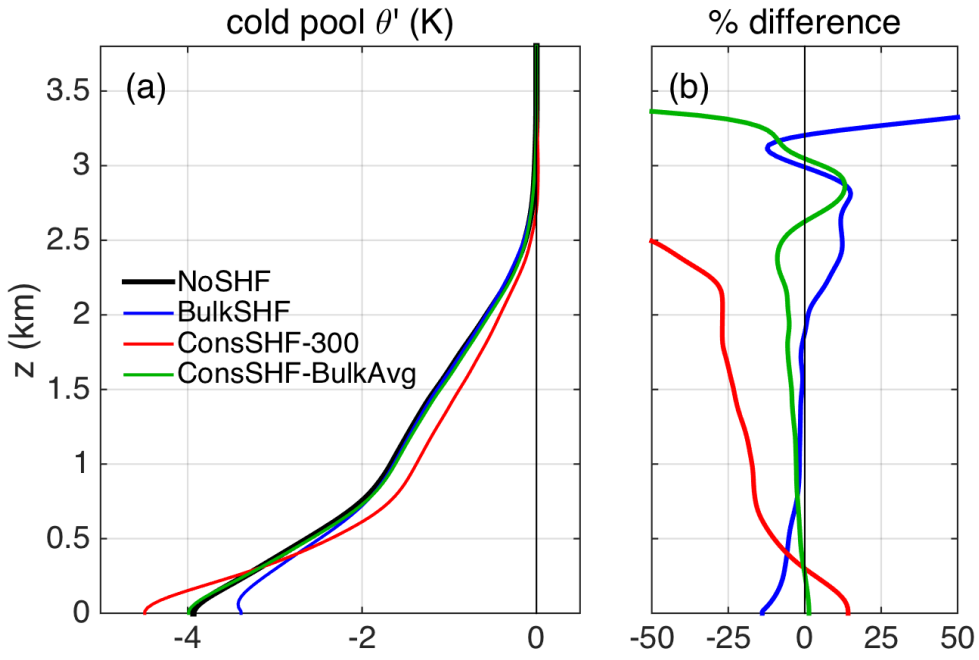 cold pool θ' (K)
% difference
(a)
(b)
3.5
3
2.5
2
1.5
1
0.5
0
z (km)
NoSHF
BulkSHF
ConsSHF-300
ConsSHF-BulkAvg
-4
-2
0
-50
-25
0
25
50